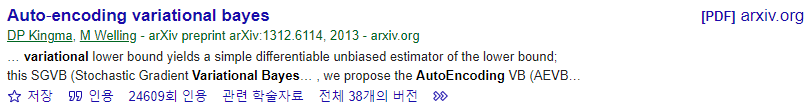 Auto-encoding variational bayes
[PDF] arxiv.org
DP Kingma, M Welling - arXiv preprint arXiv:1312.6114, 2013 - arxiv.org
… variational lower bound yields a simple differentiable unbiased estimator of the lower bound;
this SGVB (Stochastic Gradient Variational Bayes… , we propose the AutoEncoding VB (AEVB…
저장 인용 24609회 인용 관련 학술자료 전체 38개의 버전